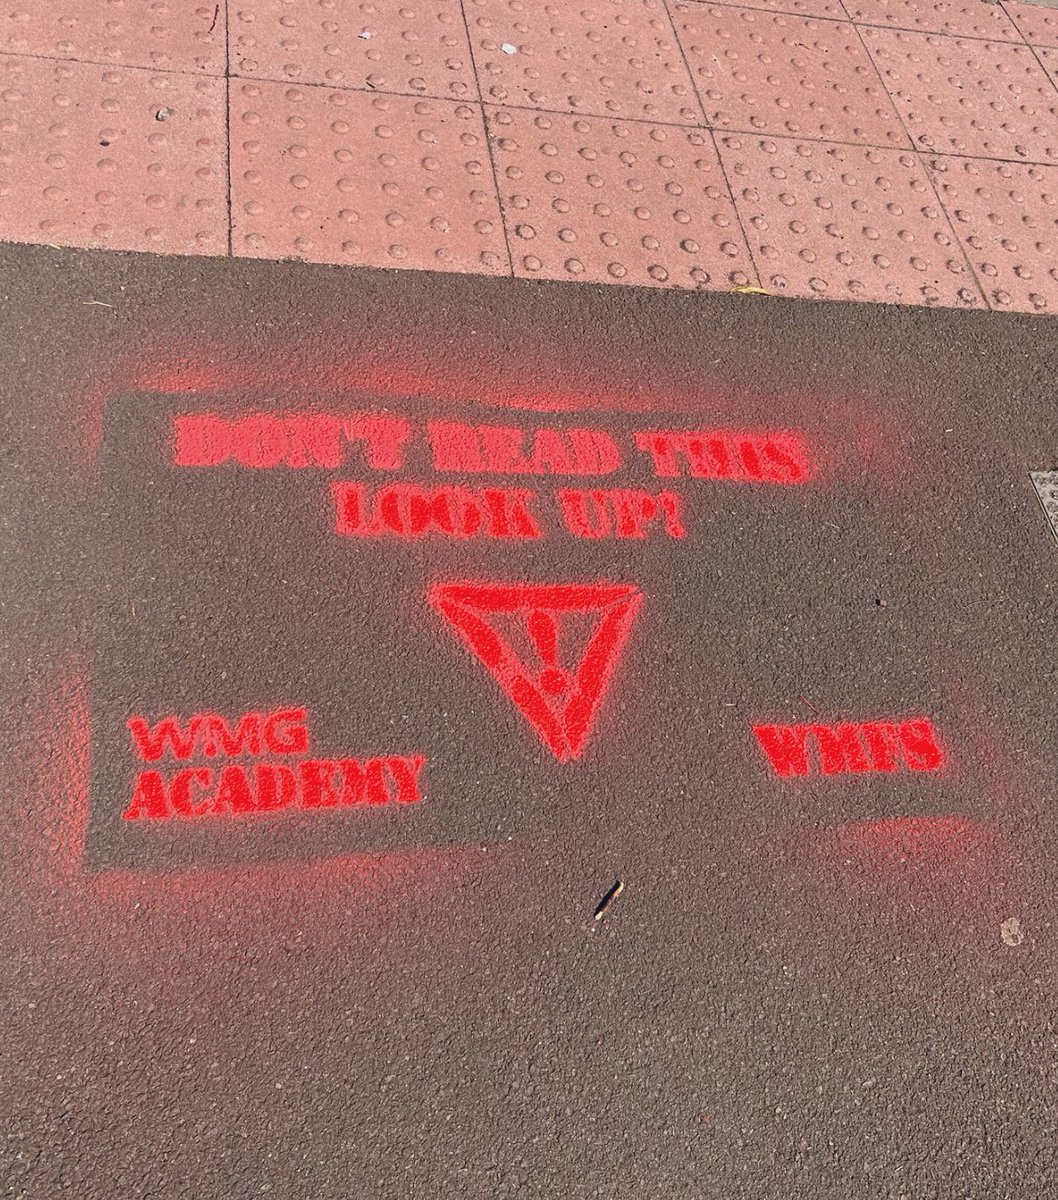 DON'T READ THIS
LOOK UP!
!
WMG
ACADEMY
WMFS